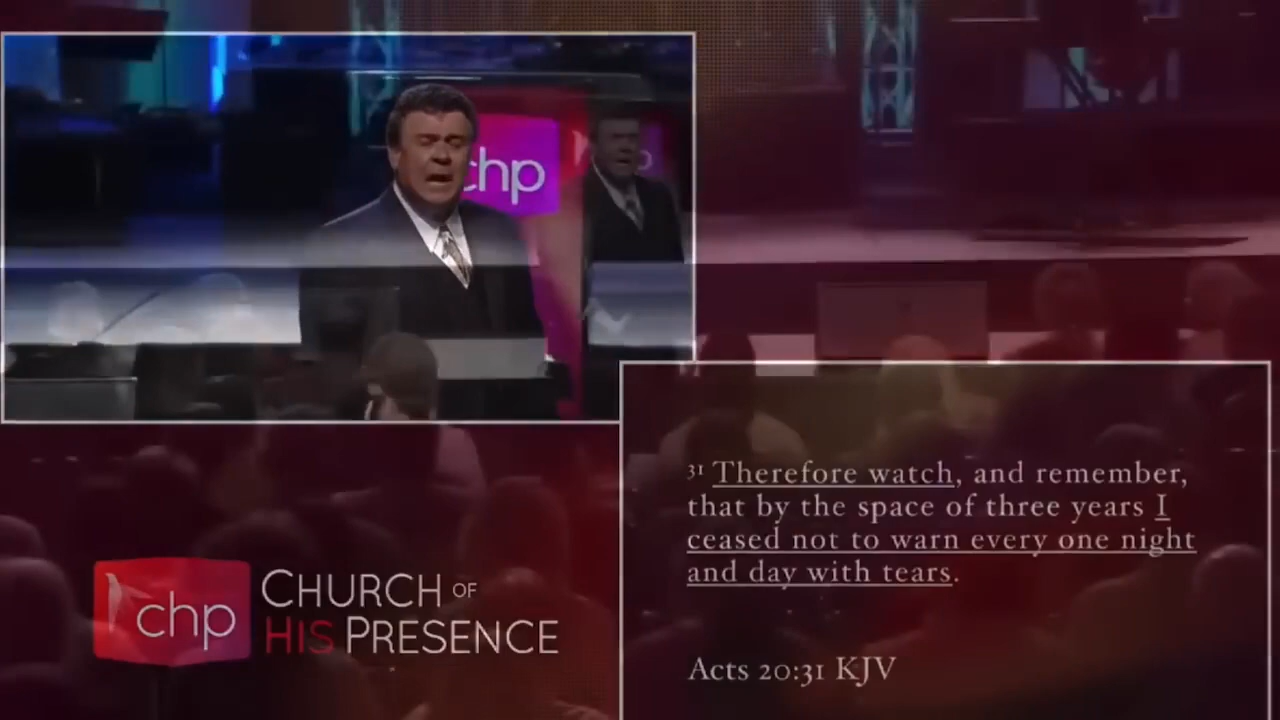 chp
³¹ Therefore watch, and remember,
that by the space of three years I
ceased not to warn every one night
and day with tears.
Acts 20:31 KJV
chp
CHURCH OF
HIS PRESENCE